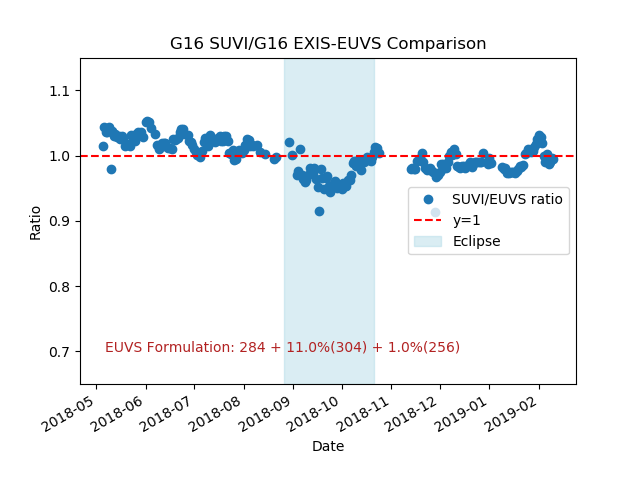 G16 SUVI/G16 EXIS-EUVS Comparison
1.1
1.0
0.9
0.8
0.7
Ratio
SUVI/EUVS ratio
y=1
Eclipse
EUVS Formulation: 284 + 11.0%(304) + 1.0%(256)
2018-05
2018-06
2018-07
2018-08
2018-09
2018-10
2018-11
2018-12
2019-01
2019-02
Date